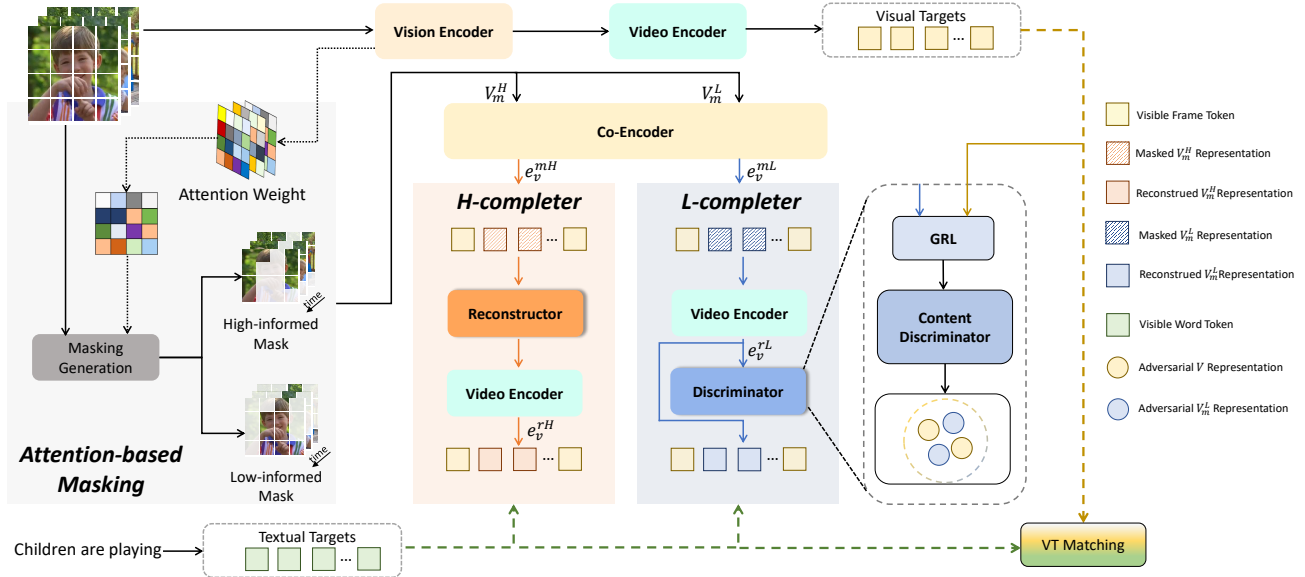 Vision Encoder
Video Encoder
Visual Targets
...
V_m^H
V_m^L
Co-Encoder
e_v^{mH}
e_v^{mL}
Attention Weight
H-completer
...
Reconstructor
Video Encoder
e_v^{rH}
...
L-completer
...
Video Encoder
e_v^{rL}
Discriminator
...
GRL
Content
Discriminator
time
High-informed
Mask
Masking
Generation
time
Low-informed
Mask
Attention-based
Masking
Children are playing
Textual Targets
...
VT Matching
Visible Frame Token
Masked V_m^H Representation
Reconstrued V_m^H Representation
Masked V_m^L Representation
Reconstrued V_m^L Representation
Visible Word Token
Adversarial V Representation
Adversarial V_m^L Representation